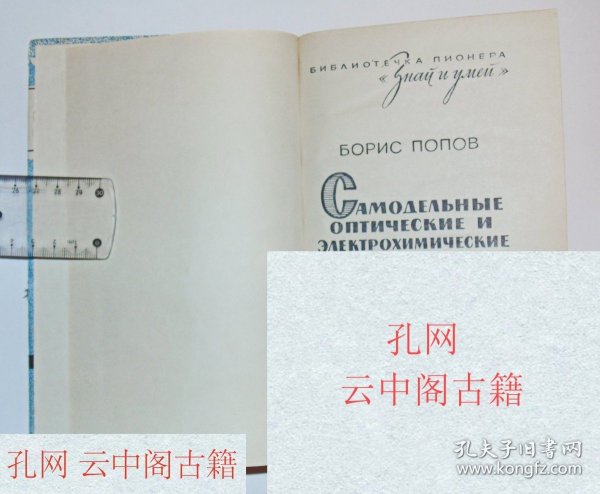 БИБЛИОТЕЧКА ПИОНЕРА
«Знай и умей»
БОРИС ПОПОВ
САМОДЕЛЬНЫЕ
ОПТИЧЕСКИЕ И
ЭЛЕКТРОХИМИЧЕСКИЕ
孔网
云中阁古籍
孔网 云中阁古籍
孔夫子旧书网
www.kongfz.com